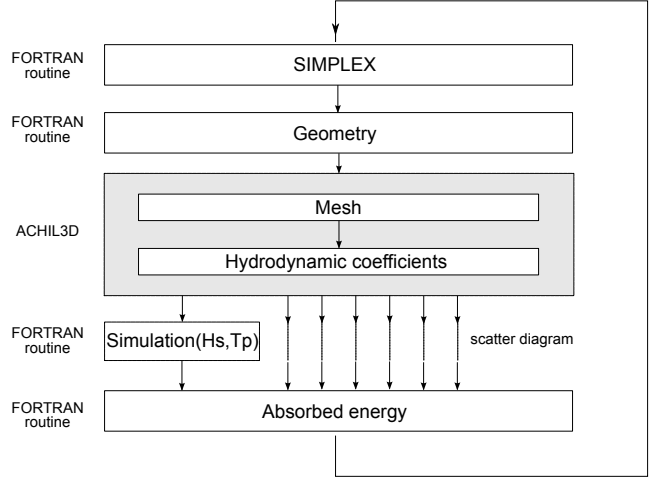 FORTRAN
routine
SIMPLEX
FORTRAN
routine
Geometry
ACHIL3D
Mesh
Hydrodynamic coefficients
FORTRAN
routine
Simulation(Hs,Tp)
scatter diagram
FORTRAN
routine
Absorbed energy